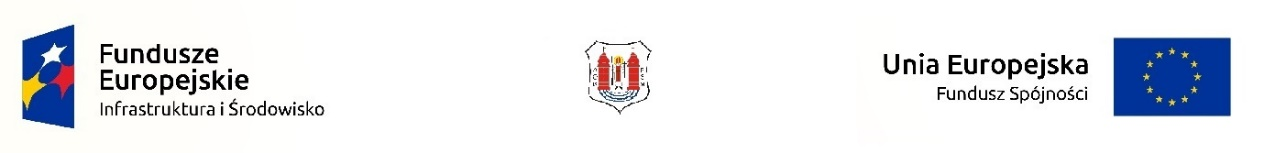 Fundusze
Europejskie
Infrastruktura i Środowisko
Unia Europejska
Fundusz Spójności